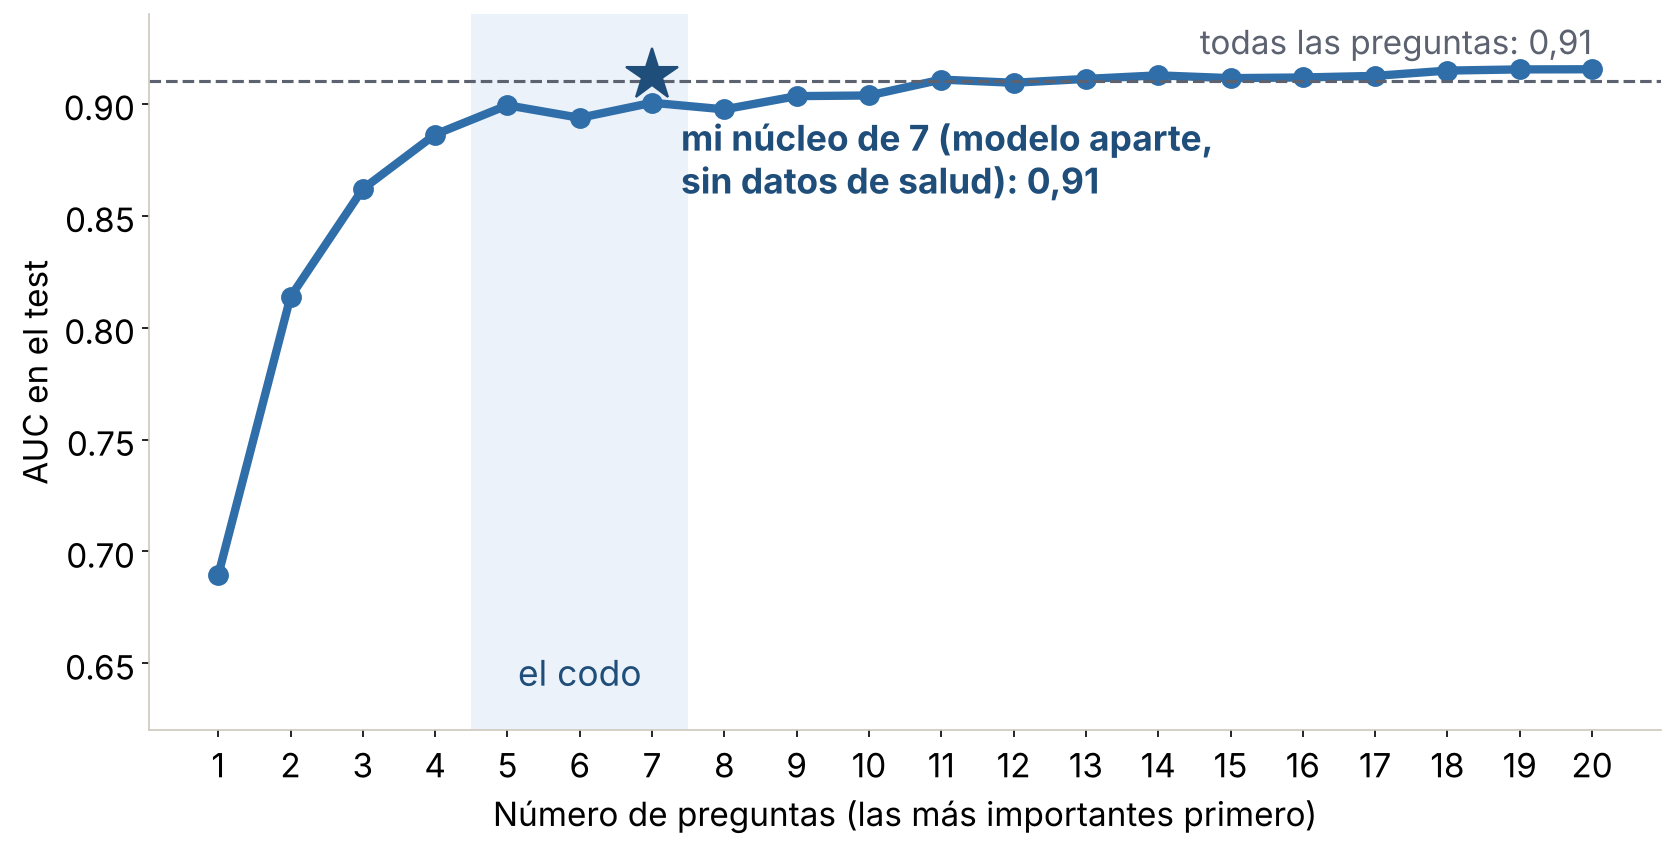 todas las preguntas: 0,91
0.90
mi núcleo de 7 (modelo aparte,
sin datos de salud): 0,91
0.85
0.80
0.75
0.70
0.65
AUC en el test
el codo
1 2 3 4 5 6 7 8 9 10 11 12 13 14 15 16 17 18 19 20
Número de preguntas (las más importantes primero)